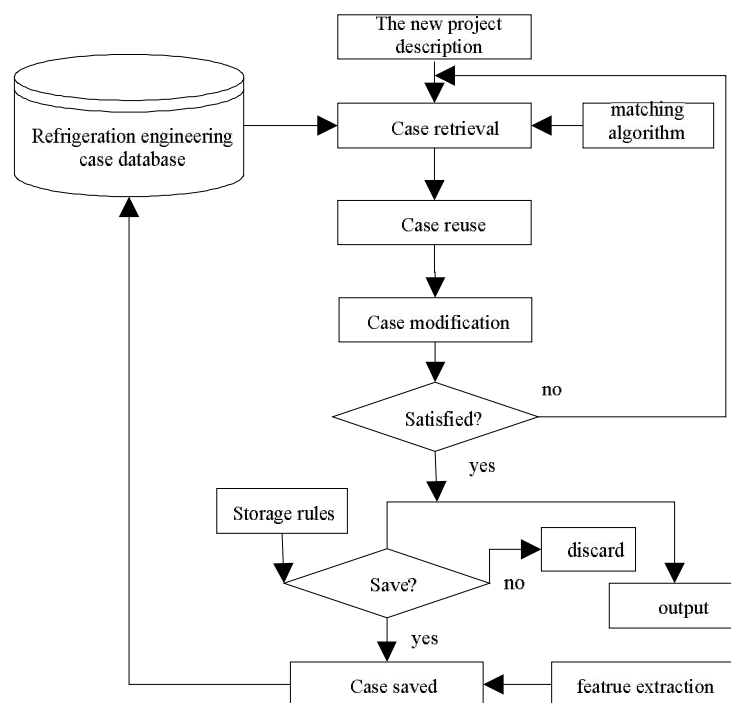 The new project
description
Refrigeration engineering
case database
Case retrieval
matching
algorithm
Case reuse
Case modification
no
Satisfied?
yes
Storage rules
discard
Save?
no
output
yes
Case saved
featrue extraction